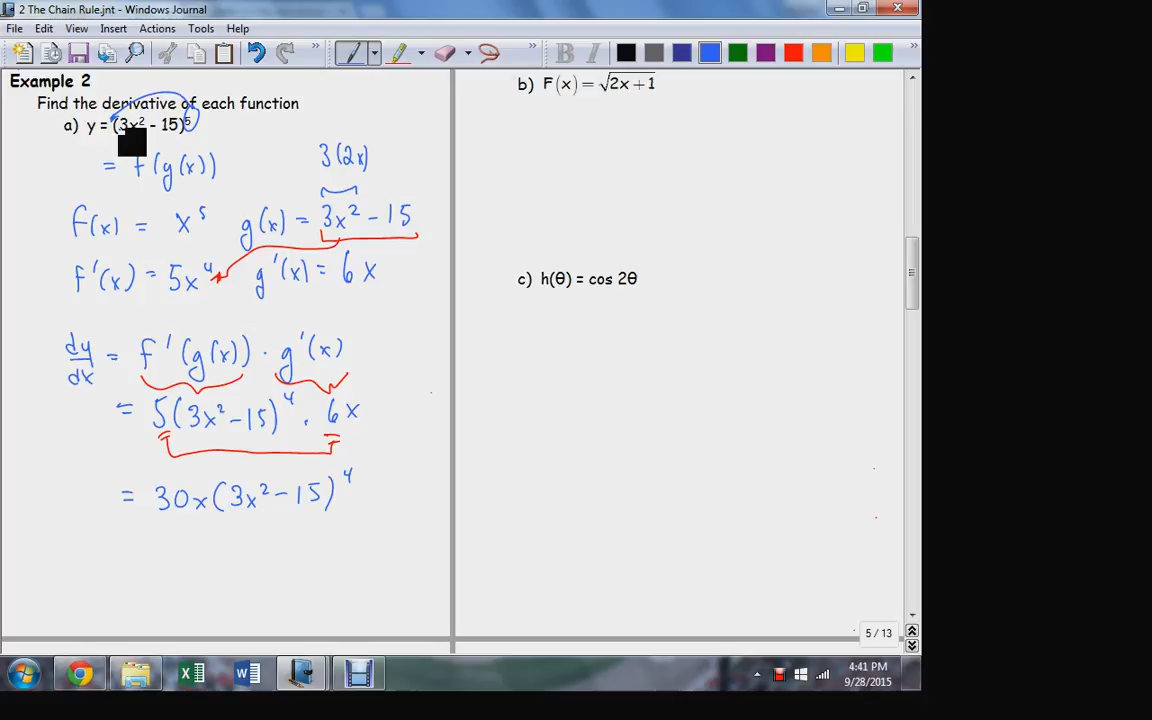 2 The Chain Rule.jnt - Windows Journal
File Edit View Insert Actions Tools Help
B I
Example 2
Find the derivative of each function
a) y = (3x² - 15)⁵
= f(g(x))
3(2x)
f(x) = x⁵ g(x) = 3x² - 15
f'(x) = 5x⁴ g'(x) = 6x
dy/dx = f'(g(x)) · g'(x)
= 5(3x² - 15)⁴ · 6x
= 30x(3x² - 15)⁴
b) F(x) = √(2x + 1)
c) h(θ) = cos 2θ
5 / 13
4:41 PM
9/28/2015